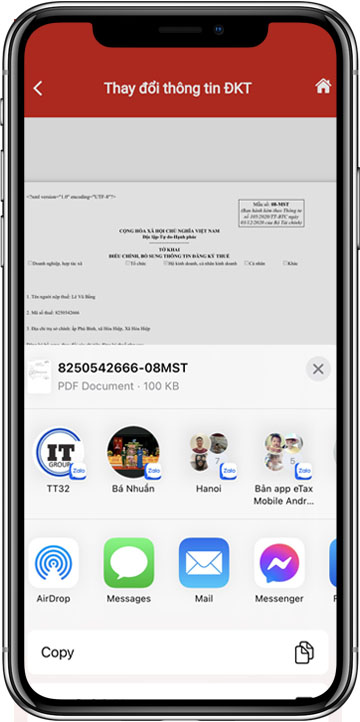 Thay đổi thông tin ĐKT
<?xml version="1.0" encoding="UTF-8"?>
Mẫu số: 08-MST
(Ban hành kèm theo Thông tư
số 105/2020/TT-BTC ngày
03/12/2020 của Bộ Tài chính)
CỘNG HÒA XÃ HỘI CHỦ NGHĨA VIỆT NAM
Độc lập-Tự do-Hạnh phúc
TỜ KHAI
ĐIỀU CHỈNH, BỔ SUNG THÔNG TIN ĐĂNG KÝ THUẾ
Doanh nghiệp, hợp tác xã Tổ chức Hộ kinh doanh, cá nhân kinh doanh Cá nhân Khác
1. Tên người nộp thuế: Lê Vũ Bằng
2. Mã số thuế: 8250542666
3. Địa chỉ trụ sở chính: ấp Phú Bình, xã Hòa Hiệp, Xã Hòa Hiệp
8250542666-08MST
PDF Document · 100 KB
IT
GROUP
Zalo
Zalo
7
Zalo
5
Zalo
TT32
Bá Nhuần
Hanoi
Bản app eTax
Mobile Andr...
AirDrop
Messages
Mail
Messenger
F
Copy